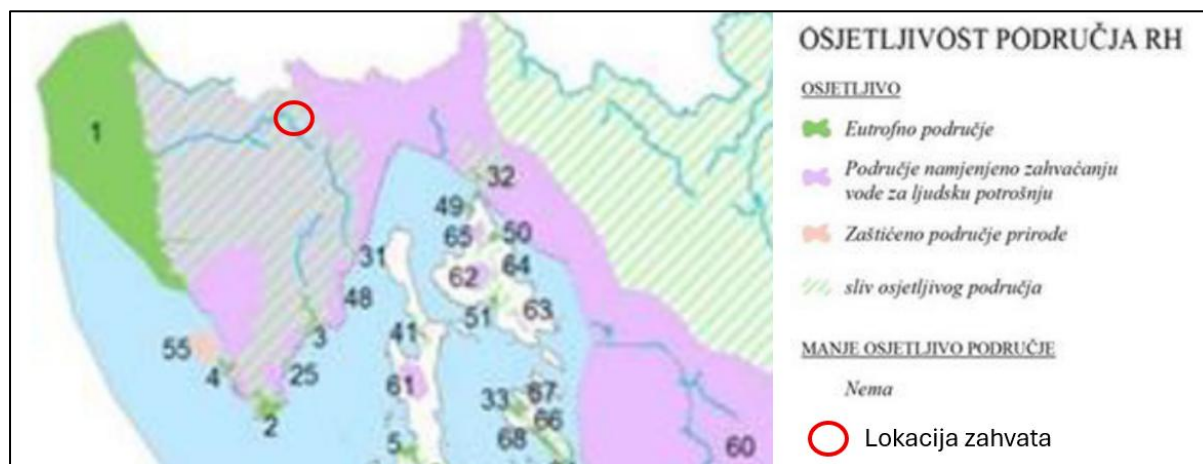 OSJETLJIVOST PODRUČJA RH
OSJETLJIVO
Eutrofno područje
Područje namjenjeno zahvaćanju
vode za ljudsku potrošnju
Zaštićeno područje prirode
sliv osjetljivog područja
MANJE OSJETLJIVO PODRUČJE
Nema
Lokacija zahvata
1
32
49
50
65
31
62
64
48
51
63
3
41
55
4
25
61
2
33
67
66
5
68
60